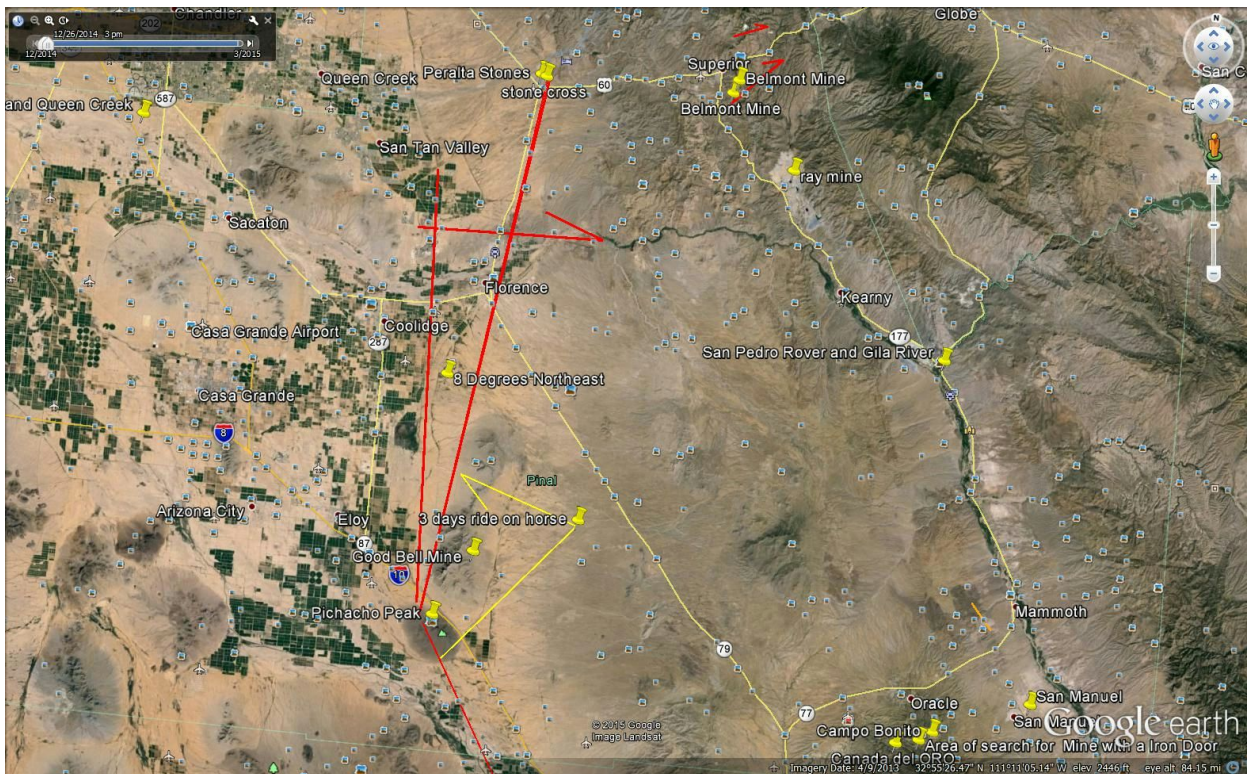 Chandler
Globe
12/26/2014 3 pm
12/2014
3/2015
202
N
Superior
Queen Creek
Peralta Stones
Belmont Mine
San C
stone cross
60
and Queen Creek
587
Belmont Mine
San Tan Valley
ray mine
Sacaton
Florence
Kearny
Coolidge
Casa Grande Airport
287
177
San Pedro Rover and Gila River
8 Degrees Northeast
Casa Grande
8
Pinal
Arizona City
Eloy
3 days ride on horse
87
Good Bell Mine
10
Pichacho Peak
Mammoth
79
San Manuel
Oracle
77
San Manuel
© 2015 Google
Image Landsat
Campo Bonito
Google earth
Area of search for Mine with a Iron Door
Canada del ORO
Imagery Date: 4/9/2013 32°55'26.47" N 111°11'05.14" W elev 2446 ft eye alt 84.15 mi